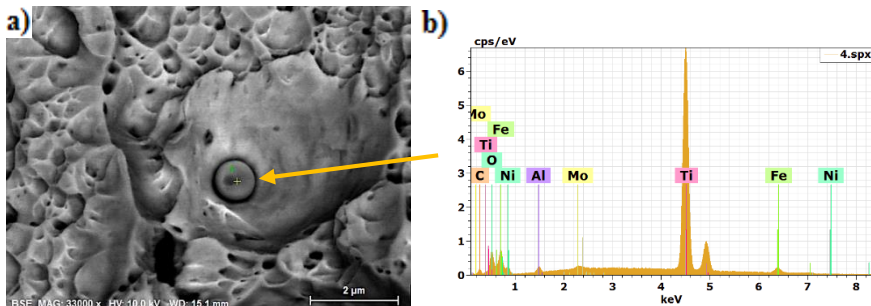 a)
2 µm
BSE MAG: 33000 x HV: 10.0 kV WD: 15.1 mm
b)
cps/eV
4.spx
6
5
4
3
2
1
0
Mo
Fe
Ti
O
C Ni Al Mo Ti Fe Ni
1 2 3 4 5 6 7 8
keV